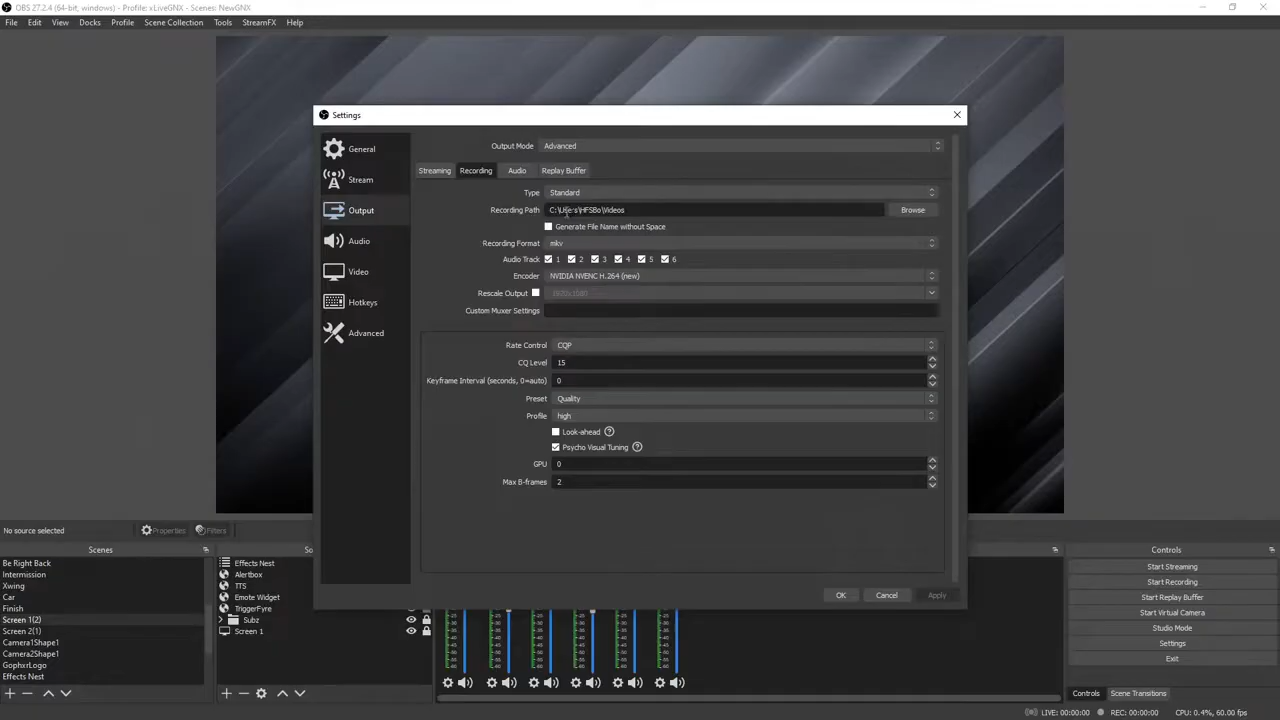 OBS 27.2.4 (64-bit, windows) - Profile: xLiveGNX - Scenes: NewGNX
File Edit View Docks Profile Scene Collection Tools StreamFX Help
Settings
General
Stream
Output
Audio
Video
Hotkeys
Advanced
Output Mode Advanced
Streaming Recording Audio Replay Buffer
Type Standard
Recording Path C:\Users\HFSBo\Videos Browse
Generate File Name without Space
Recording Format mkv
Audio Track 1 2 3 4 5 6
Encoder NVIDIA NVENC H.264 (new)
Rescale Output
Custom Muxer Settings
Rate Control CQP
CQ Level 15
Keyframe Interval (seconds, 0=auto) 0
Preset Quality
Profile high
Look-ahead
Psycho Visual Tuning
GPU 0
Max B-frames 2
OK Cancel Apply
No source selected Properties Filters
Scenes
Be Right Back
Intermission
Xwing
Car
Finish
Screen 1(2)
Screen 2(1)
Camera1Shape1
Camera2Shape1
GophxrLogo
Effects Nest
So
Effects Nest
Alertbox
TTS
Emote Widget
TriggerFyre
Subz
Screen 1
Controls
Start Streaming
Start Recording
Start Replay Buffer
Start Virtual Camera
Studio Mode
Settings
Exit
Controls Scene Transitions
LIVE: 00:00:00 REC: 00:00:00 CPU: 0.4%, 60.00 fps